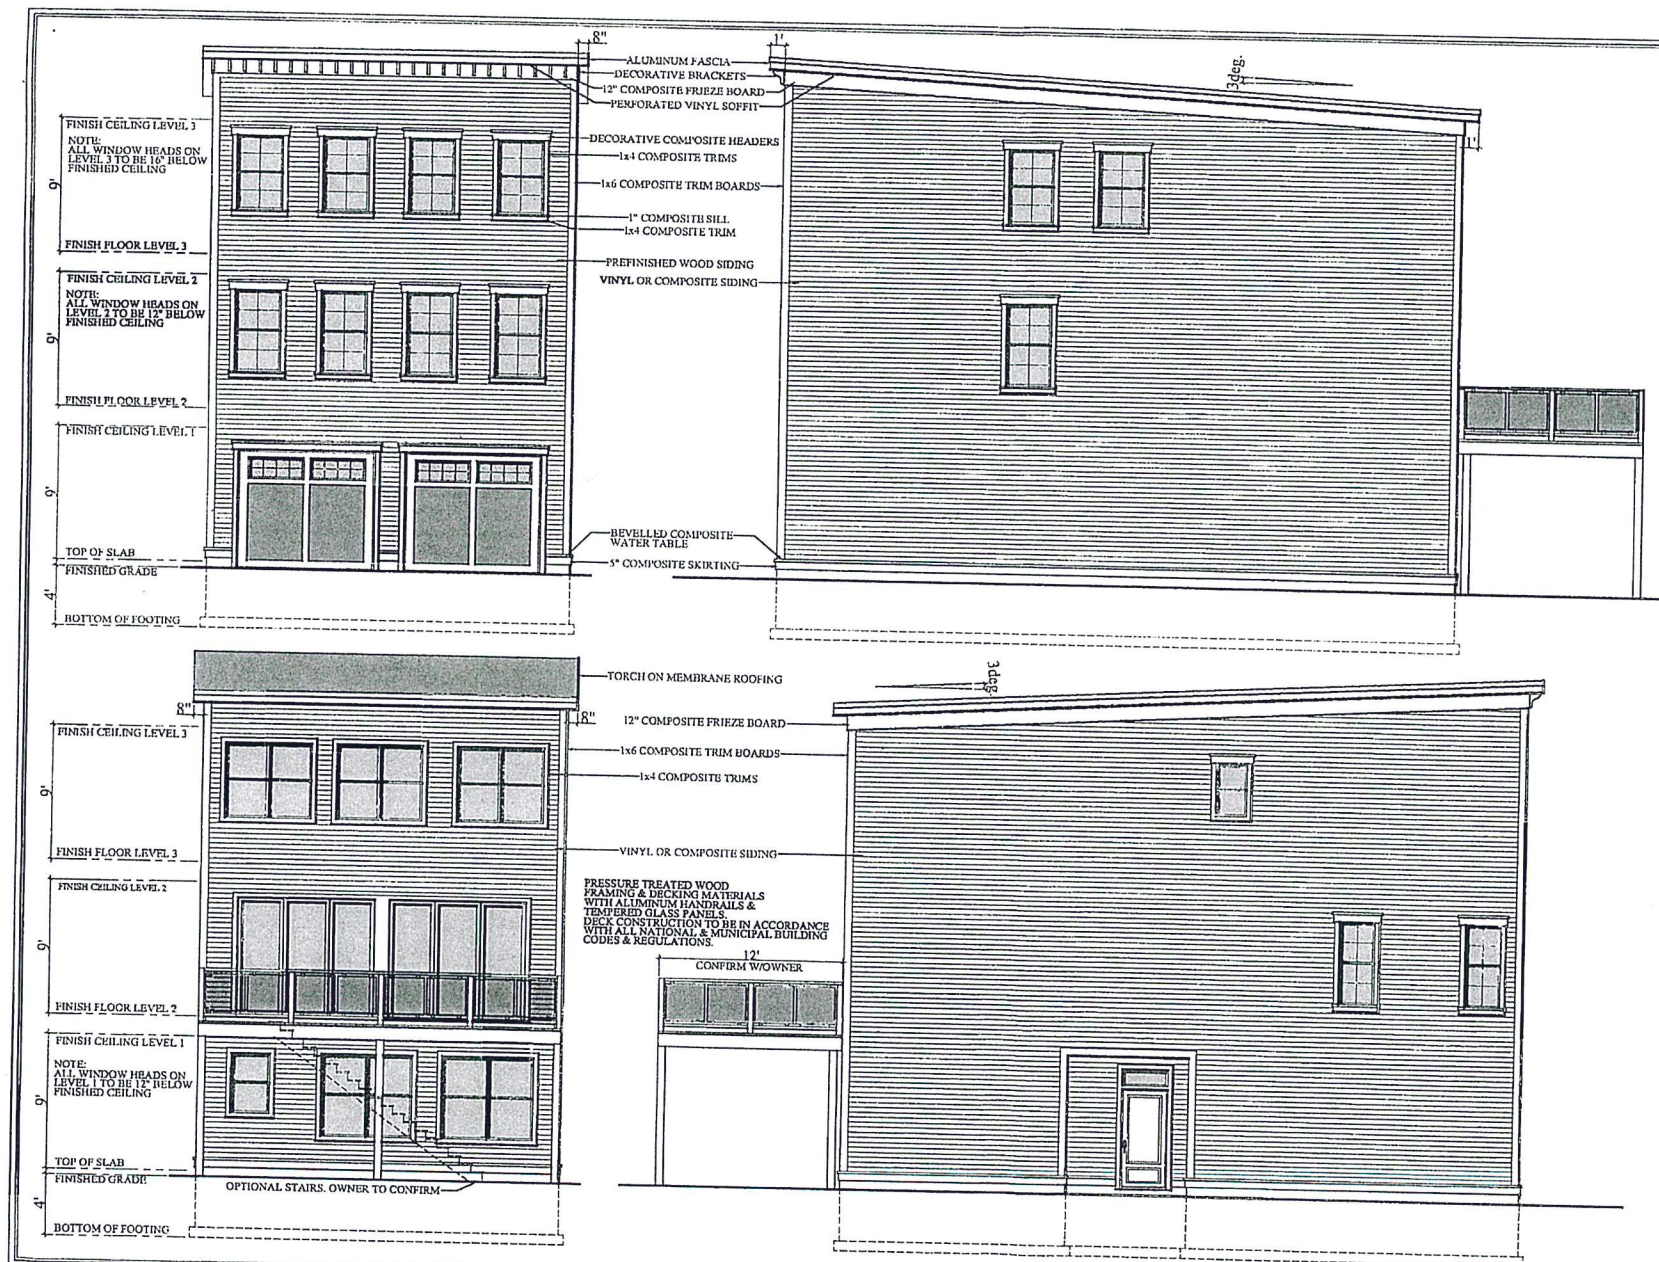 8"
1'
ALUMINUM FASCIA
DECORATIVE BRACKETS
12" COMPOSITE FRIEZE BOARD
PERFORATED VINYL SOFFIT
3deg.
1'
FINISH CEILING LEVEL 3
NOTE:
ALL WINDOW HEADS ON
LEVEL 3 TO BE 16" BELOW
FINISHED CEILING
9'
DECORATIVE COMPOSITE HEADERS
1x4 COMPOSITE TRIMS
1x6 COMPOSITE TRIM BOARDS
1" COMPOSITE SILL
1x4 COMPOSITE TRIM
FINISH FLOOR LEVEL 3
PREFINISHED WOOD SIDING
VINYL OR COMPOSITE SIDING
FINISH CEILING LEVEL 2
NOTE:
ALL WINDOW HEADS ON
LEVEL 2 TO BE 12" BELOW
FINISHED CEILING
9'
FINISH FLOOR LEVEL 2
FINISH CEILING LEVEL 1
9'
TOP OF SLAB
FINISHED GRADE
4'
BOTTOM OF FOOTING
BEVELLED COMPOSITE
WATER TABLE
5" COMPOSITE SKIRTING
TORCH ON MEMBRANE ROOFING
3deg.
8"
8"
12" COMPOSITE FRIEZE BOARD
1x6 COMPOSITE TRIM BOARDS
1x4 COMPOSITE TRIMS
FINISH CEILING LEVEL 3
9'
FINISH FLOOR LEVEL 3
VINYL OR COMPOSITE SIDING
FINISH CEILING LEVEL 2
9'
PRESSURE TREATED WOOD
FRAMING & DECKING MATERIALS
WITH ALUMINUM HANDRAILS &
TEMPERED GLASS PANELS.
DECK CONSTRUCTION TO BE IN ACCORDANCE
WITH ALL NATIONAL & MUNICIPAL BUILDING
CODES & REGULATIONS.
12'
CONFIRM W/OWNER
FINISH FLOOR LEVEL 2
FINISH CEILING LEVEL 1
NOTE:
ALL WINDOW HEADS ON
LEVEL 1 TO BE 12" BELOW
FINISHED CEILING
9'
TOP OF SLAB
FINISHED GRADE
4'
OPTIONAL STAIRS. OWNER TO CONFIRM
BOTTOM OF FOOTING